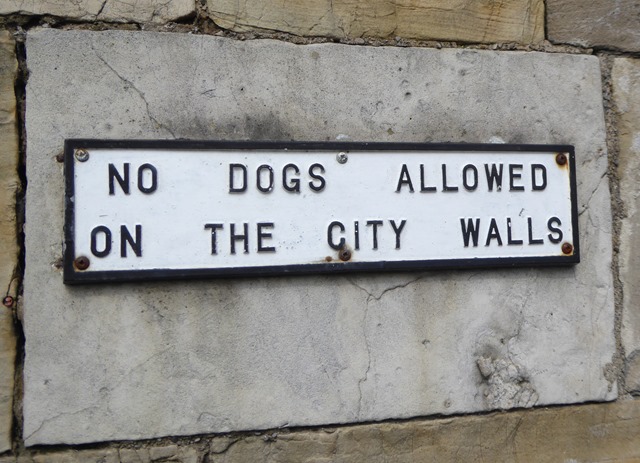 NO DOGS ALLOWED
ON THE CITY WALLS